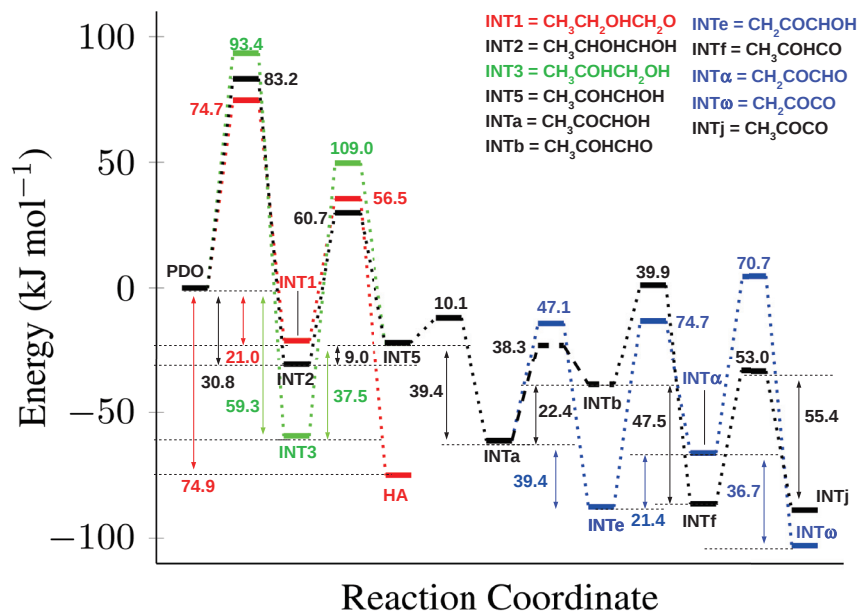 INT1 = CH₃CH₂OHCH₂O
INT2 = CH₃CHOHCHOH
INT3 = CH₃COHCH₂OH
INT5 = CH₃COHCHOH
INTa = CH₃COCHOH
INTb = CH₃COHCHO
INTe = CH₂COCHOH
INTf = CH₃COHCO
INTα = CH₂COCHO
INTω = CH₂COCO
INTj = CH₃COCO
Energy (kJ mol⁻¹)
100
50
0
−50
−100
93.4
83.2
74.7
109.0
56.5
60.7
PDO
INT1
10.1
39.9
70.7
47.1
74.7
38.3
53.0
21.0
9.0
INT5
30.8
INT2
39.4
22.4
INTb
INTα
59.3
37.5
47.5
55.4
INT3
INTa
39.4
36.7
74.9
HA
INTe
21.4
INTf
INTj
INTω
Reaction Coordinate